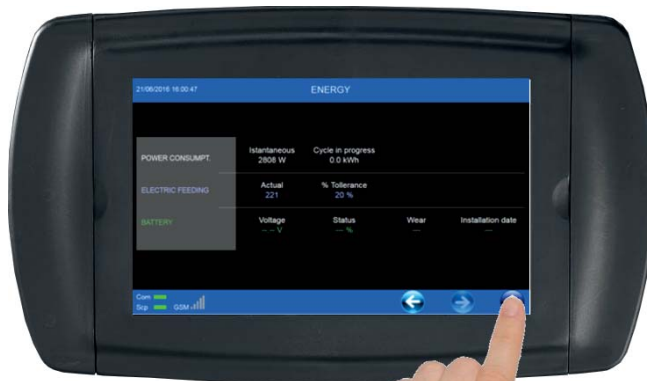 21/06/2016 16:00:47 ENERGY
Istantaneous Cycle in progress
POWER CONSUMPT. 2808 W 0.0 kWh
Actual % Tollerance
ELECTRIC FEEDING 221 20 %
Voltage Status Wear Installation date
BATTERY -- -- V --- % --- ---
Com
Scp GSM